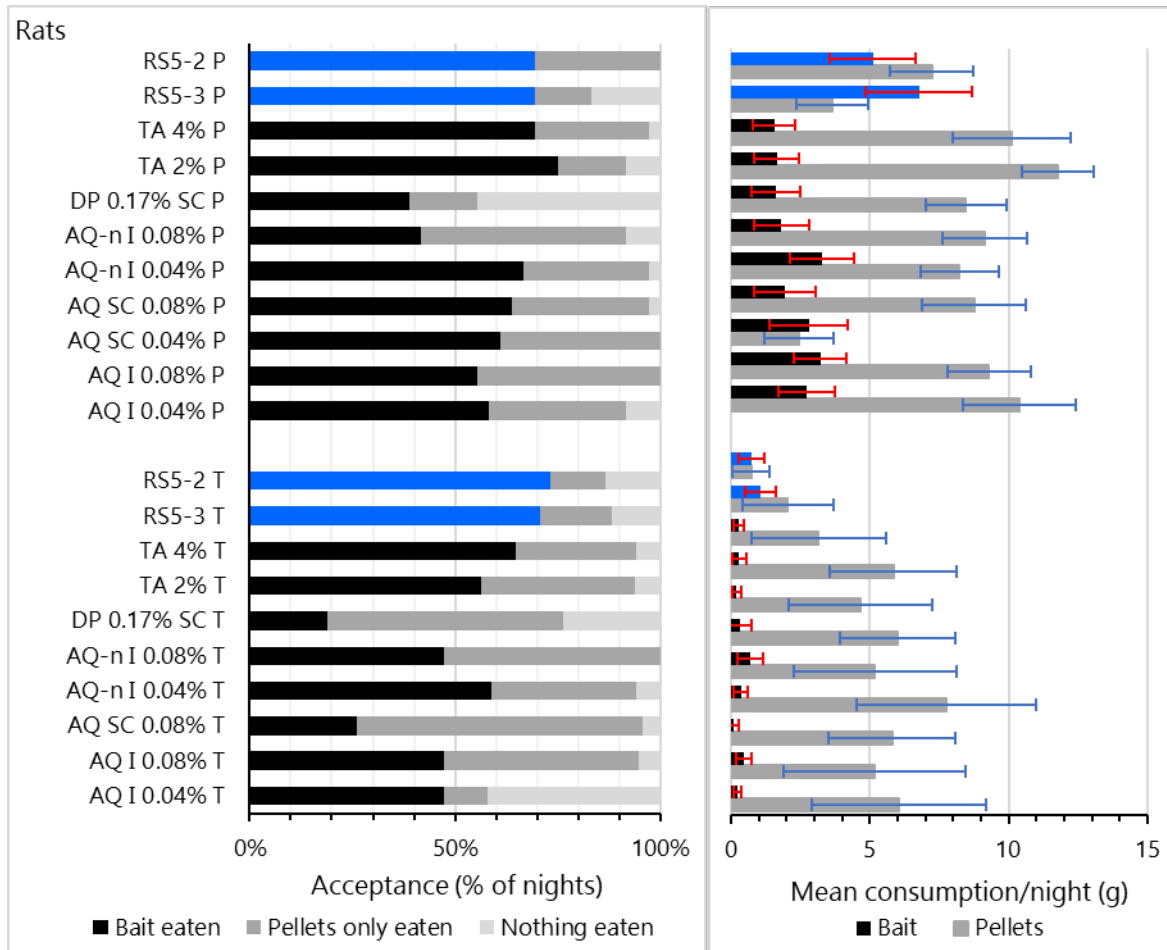 Rats
RS5-2 P
RS5-3 P
TA 4% P
TA 2% P
DP 0.17% SC P
AQ-n I 0.08% P
AQ-n I 0.04% P
AQ SC 0.08% P
AQ SC 0.04% P
AQ I 0.08% P
AQ I 0.04% P
RS5-2 T
RS5-3 T
TA 4% T
TA 2% T
DP 0.17% SC T
AQ-n I 0.08% T
AQ-n I 0.04% T
AQ SC 0.08% T
AQ I 0.08% T
AQ I 0.04% T
0% 50% 100%
Acceptance (% of nights)
Bait eaten Pellets only eaten Nothing eaten
0 5 10 15
Mean consumption/night (g)
Bait Pellets